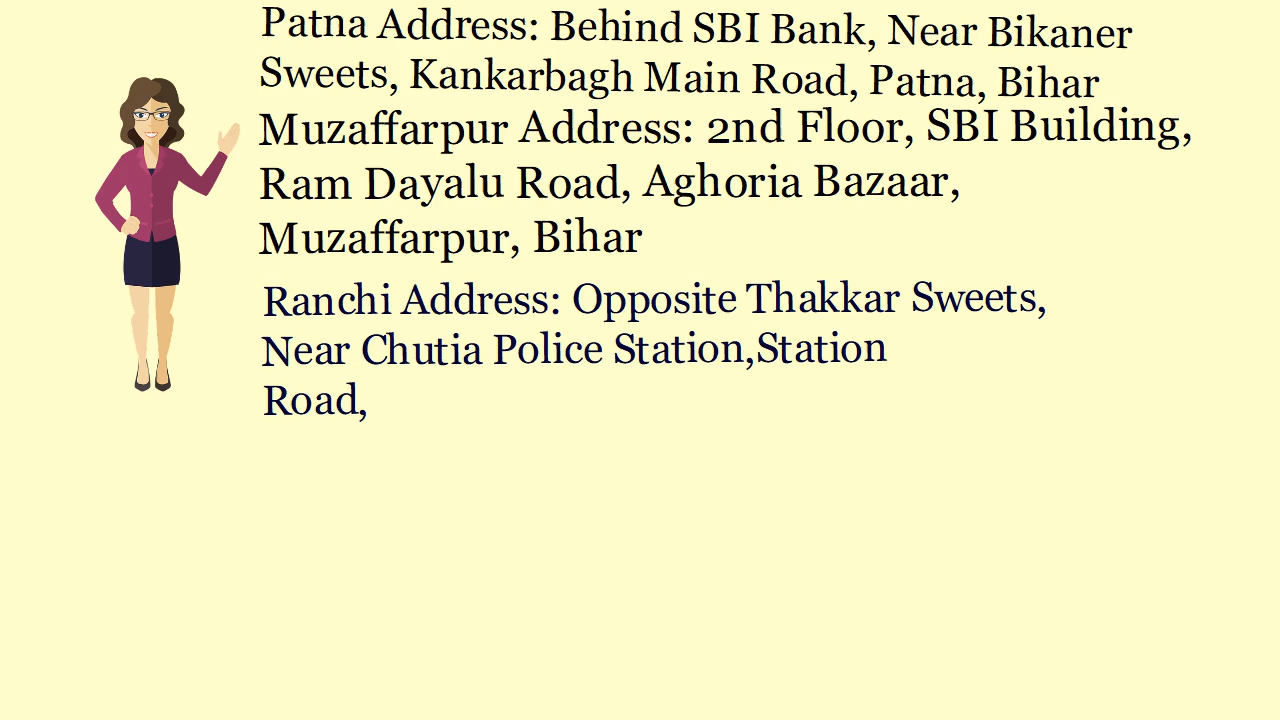 Patna Address: Behind SBI Bank, Near Bikaner
Sweets, Kankarbagh Main Road, Patna, Bihar
Muzaffarpur Address: 2nd Floor, SBI Building,
Ram Dayalu Road, Aghoria Bazaar,
Muzaffarpur, Bihar
Ranchi Address: Opposite Thakkar Sweets,
Near Chutia Police Station,Station
Road,